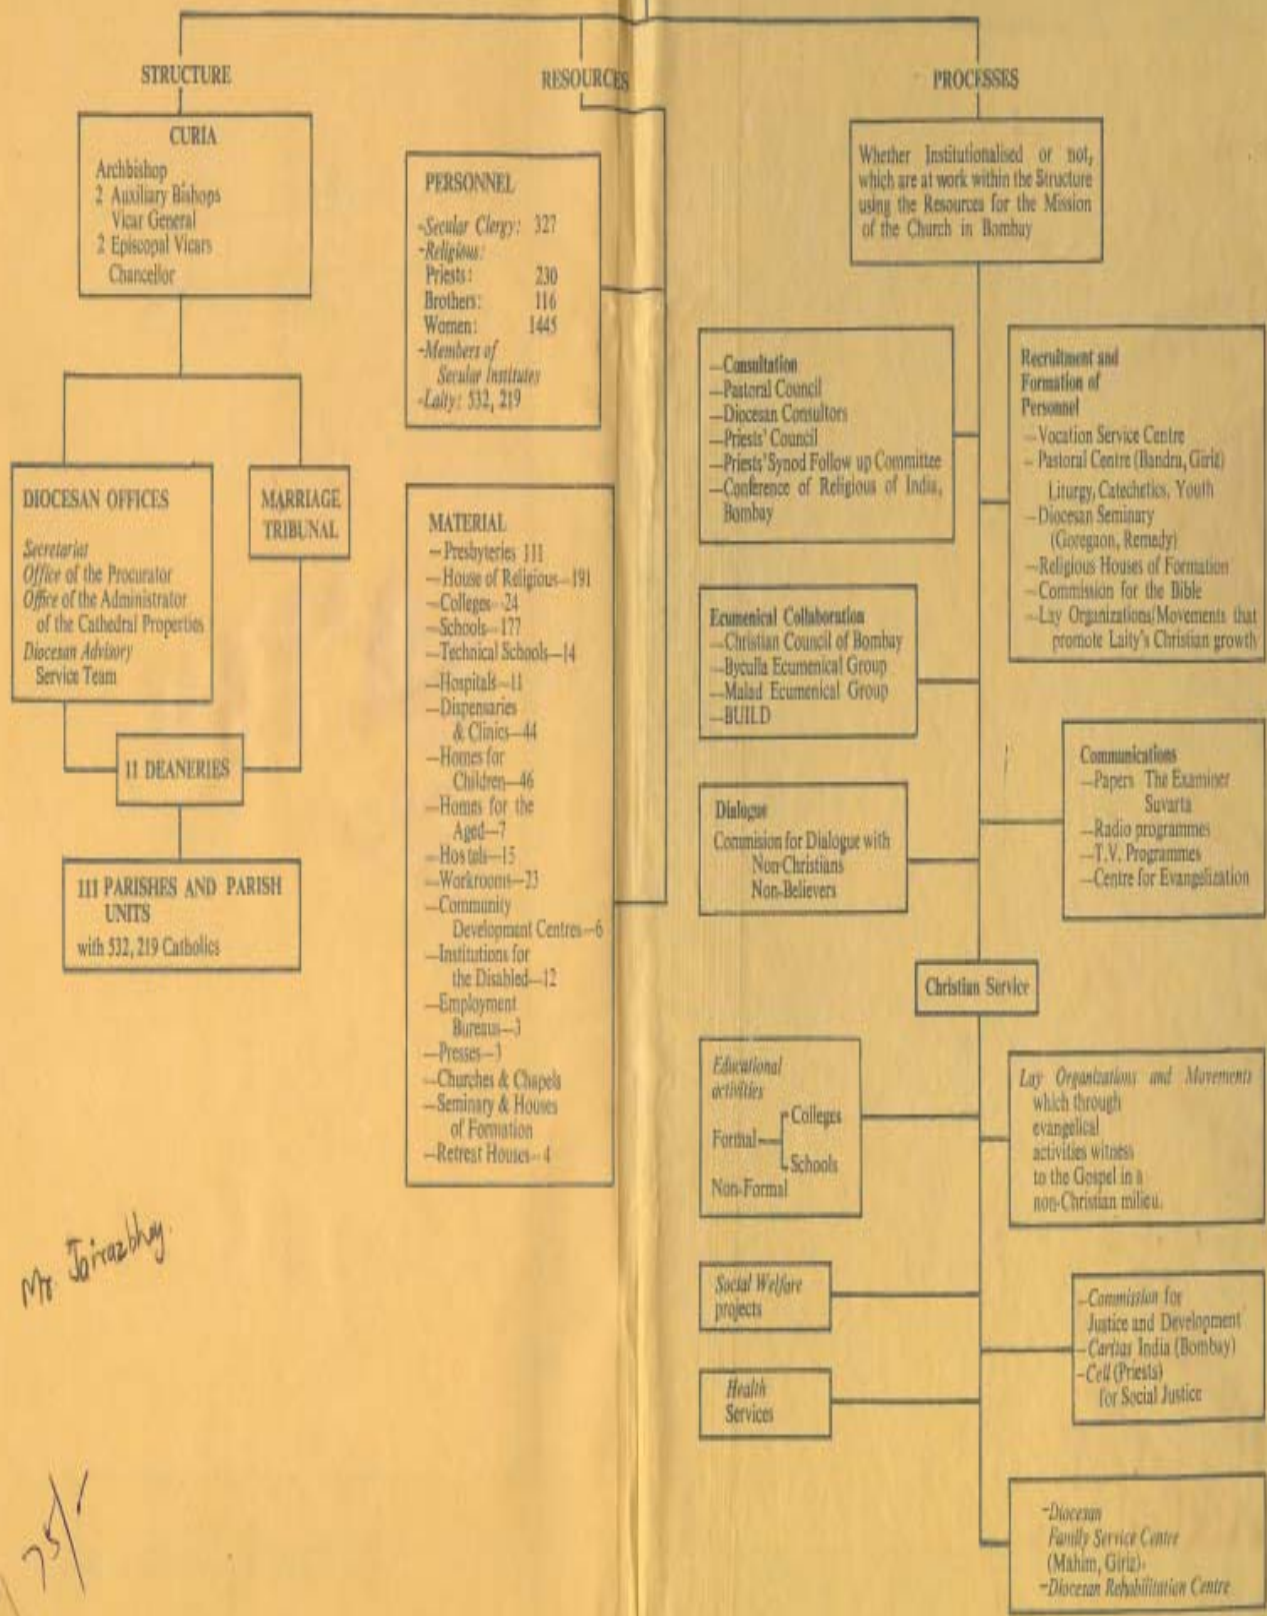 STRUCTURE
CURIA
Archbishop
2 Auxiliary Bishops
Vicar General
2 Episcopal Vicars
Chancellor
DIOCESAN OFFICES
Secretariat
Office of the Procurator
Office of the Administrator
of the Cathedral Properties
Diocesan Advisory
Service Team
MARRIAGE
TRIBUNAL
11 DEANERIES
111 PARISHES AND PARISH
UNITS
with 532, 219 Catholics
RESOURCES
PERSONNEL
-Secular Clergy: 327
-Religious:
Priests: 230
Brothers: 116
Women: 1445
-Members of
Secular Institutes
-Laity: 532, 219
MATERIAL
—Presbyteries 111
—House of Religious—191
—Colleges—24
—Schools—177
—Technical Schools—14
—Hospitals—11
—Dispensaries
& Clinics—44
—Homes for
Children—46
—Homes for the
Aged—7
—Hostels—15
—Workrooms—23
—Community
Development Centres—6
—Institutions for
the Disabled—12
—Employment
Bureaus—3
—Presses—
—Churches & Chapels
—Seminary & Houses
of Formation
—Retreat Houses—4
PROCESSES
Whether Institutionalised or not,
which are at work within the Structure
using the Resources for the Mission
of the Church in Bombay
—Consultation
—Pastoral Council
—Diocesan Consultors
—Priests' Council
—Priests' Synod Follow up Committee
—Conference of Religious of India,
Bombay
Recruitment and
Formation of
Personnel
—Vocation Service Centre
—Pastoral Centre (Bandra, Giriz)
Liturgy, Catechetics, Youth
—Diocesan Seminary
(Goregaon, Remedy)
—Religious Houses of Formation
—Commission for the Bible
—Lay Organizations/Movements that
promote Laity's Christian growth
Ecumenical Collaboration
—Christian Council of Bombay
—Byculla Ecumenical Group
—Malad Ecumenical Group
—BUILD
Communications
—Papers The Examiner
Suvarta
—Radio programmes
—T.V. Programmes
—Centre for Evangelization
Dialogue
Commision for Dialogue with
Non-Christians
Non-Believers
Christian Service
Educational
activities
Formal
Colleges
Schools
Non-Formal
Lay Organizations and Movements
which through
evangelical
activities witness
to the Gospel in a
non-Christian milieu.
Social Welfare
projects
—Commission for
Justice and Development
—Caritas India (Bombay)
—Cell (Priests)
for Social Justice
Health
Services
—Diocesan
Family Service Centre
(Mahim, Giriz).
—Diocesan Rehabilitation Centre
Mr. Jairazbhoy.
75/-